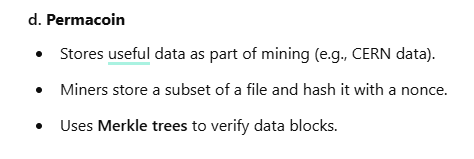 d. Permacoin
• Stores useful data as part of mining (e.g., CERN data).
• Miners store a subset of a file and hash it with a nonce.
• Uses Merkle trees to verify data blocks.